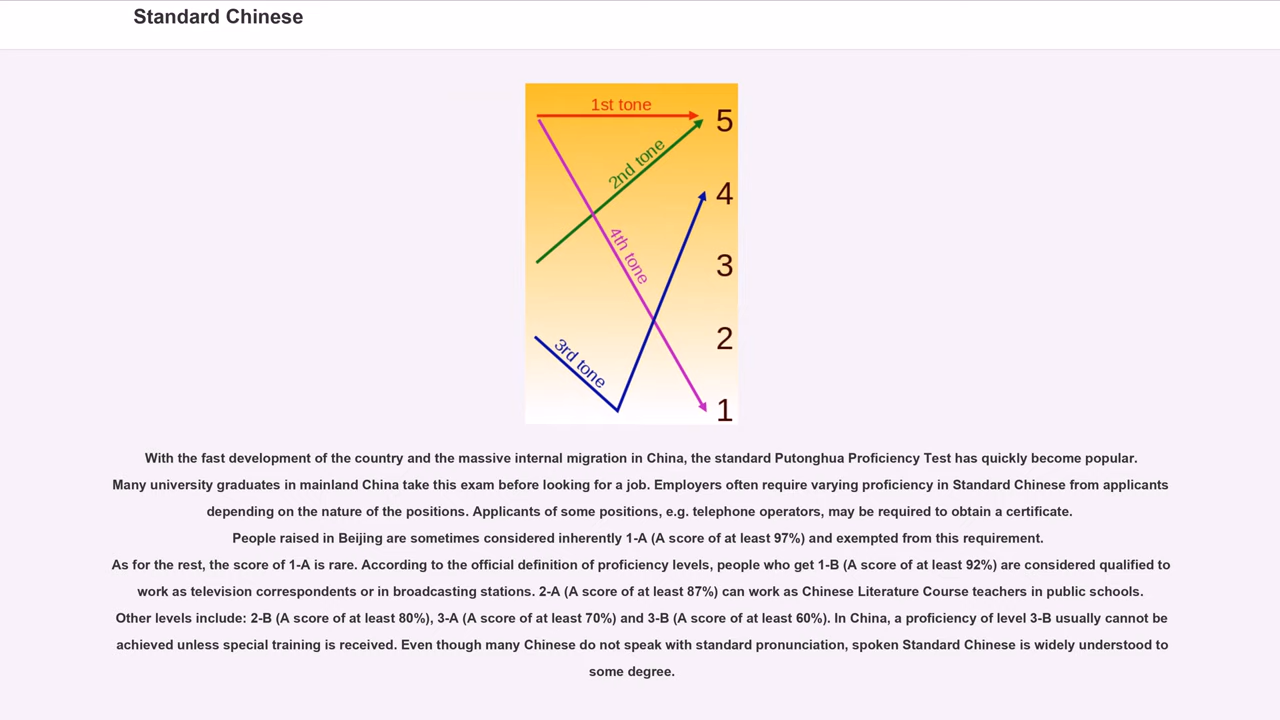 Standard Chinese
1st tone
5
2nd tone
4
4th tone
3
3rd tone
2
1
With the fast development of the country and the massive internal migration in China, the standard Putonghua Proficiency Test has quickly become popular.
Many university graduates in mainland China take this exam before looking for a job. Employers often require varying proficiency in Standard Chinese from applicants
depending on the nature of the positions. Applicants of some positions, e.g. telephone operators, may be required to obtain a certificate.
People raised in Beijing are sometimes considered inherently 1-A (A score of at least 97%) and exempted from this requirement.
As for the rest, the score of 1-A is rare. According to the official definition of proficiency levels, people who get 1-B (A score of at least 92%) are considered qualified to
work as television correspondents or in broadcasting stations. 2-A (A score of at least 87%) can work as Chinese Literature Course teachers in public schools.
Other levels include: 2-B (A score of at least 80%), 3-A (A score of at least 70%) and 3-B (A score of at least 60%). In China, a proficiency of level 3-B usually cannot be
achieved unless special training is received. Even though many Chinese do not speak with standard pronunciation, spoken Standard Chinese is widely understood to
some degree.